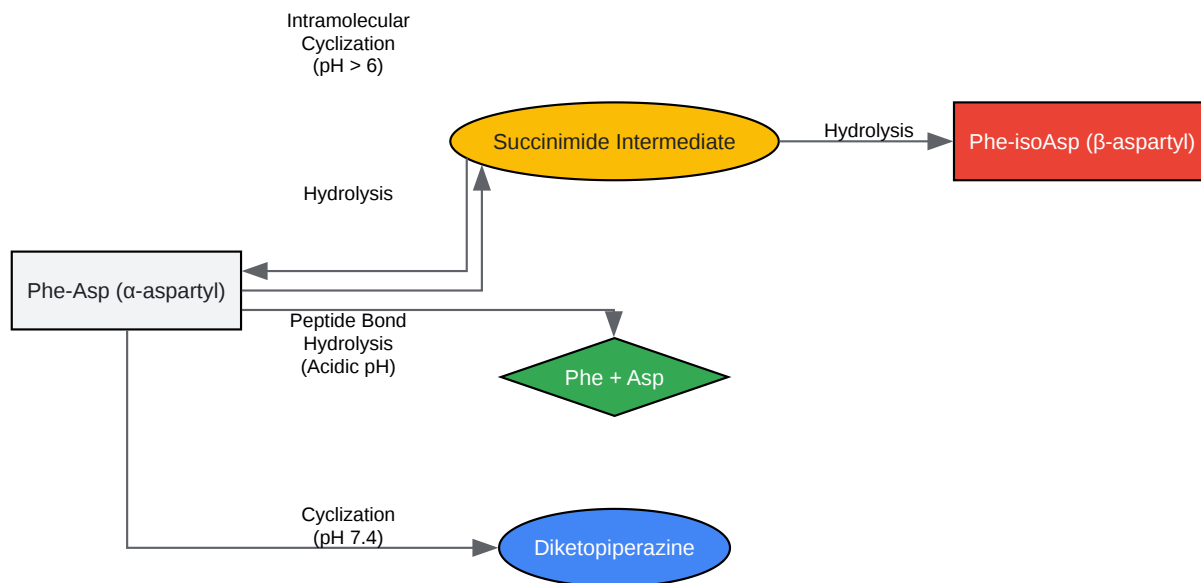 Intramolecular
Cyclization
(pH > 6)
Succinimide Intermediate
Hydrolysis
Phe-isoAsp (β-aspartyl)
Hydrolysis
Phe-Asp (α-aspartyl)
Peptide Bond
Hydrolysis
(Acidic pH)
Phe + Asp
Cyclization
(pH 7.4)
Diketopiperazine